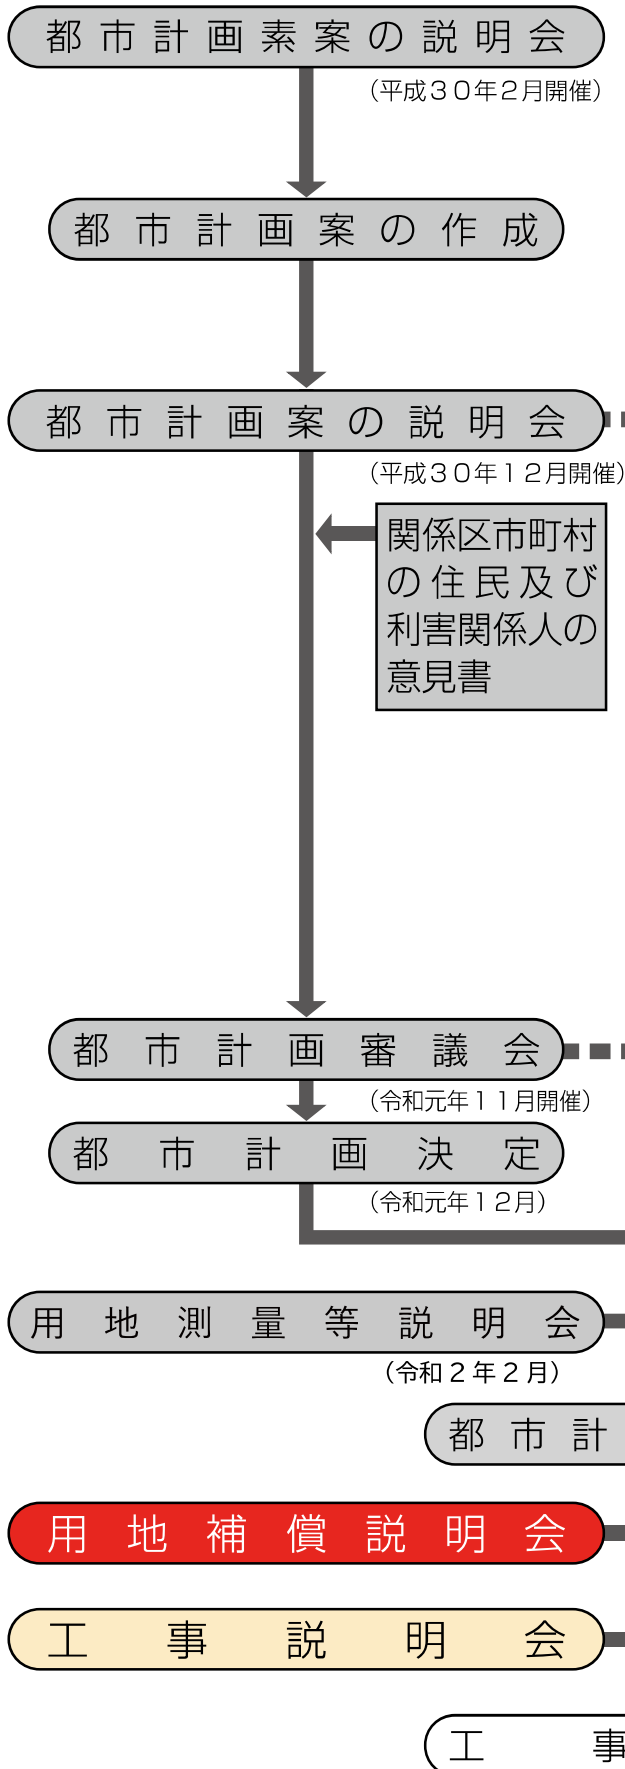 都市計画素案の説明会
（平成３０年２月開催）
都市計画案の作成
都市計画案の説明会
（平成３０年１２月開催）
関係区市町村
の住民及び
利害関係人の
意見書
都市計画審議会
（令和元年１１月開催）
都市計画決定
（令和元年１２月）
用地測量等説明会
（令和２年２月）
都市計
用地補償説明会
工事説明会
工事